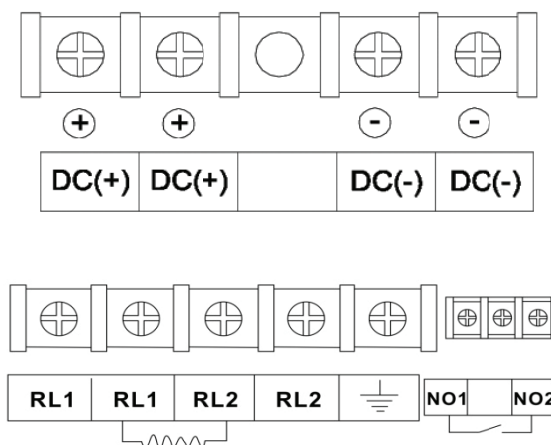 + + - -
DC(+) DC(+) DC(-) DC(-)
RL1 RL1 RL2 RL2 NO1 NO2